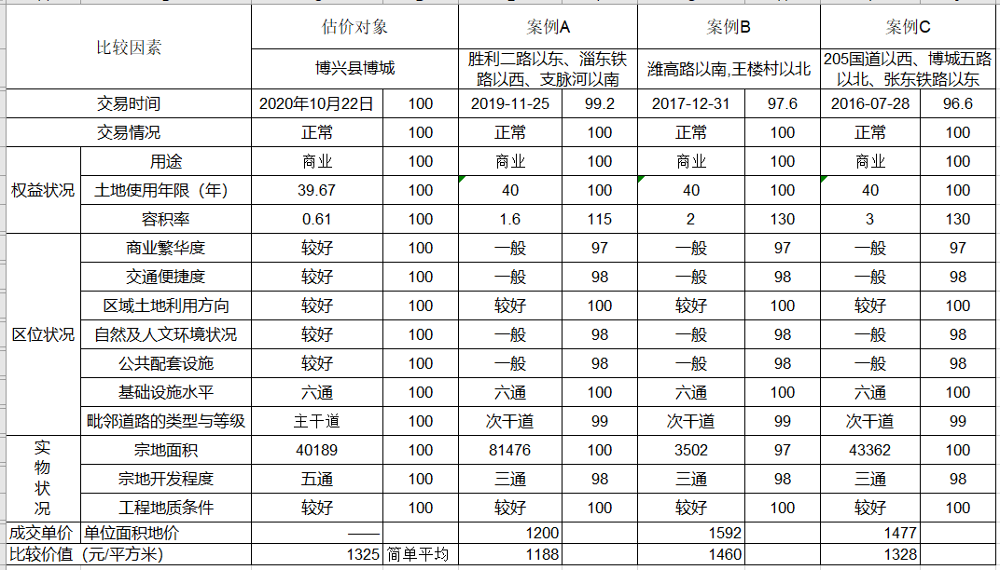 比较因素 估价对象 案例A 案例B 案例C
博兴县博城 胜利二路以东、淄东铁路以西、支脉河以南 潍高路以南,王楼村以北 205国道以西、博城五路以北、张东铁路以东
交易时间 2020年10月22日 100 2019-11-25 99.2 2017-12-31 97.6 2016-07-28 96.6
交易情况 正常 100 正常 100 正常 100 正常 100
权益状况 用途 商业 100 商业 100 商业 100 商业 100
土地使用年限（年） 39.67 100 40 100 40 100 40 100
容积率 0.61 100 1.6 115 2 130 3 130
区位状况 商业繁华度 较好 100 一般 97 一般 97 一般 97
交通便捷度 较好 100 一般 98 一般 98 一般 98
区域土地利用方向 较好 100 较好 100 较好 100 较好 100
自然及人文环境状况 较好 100 一般 98 一般 98 一般 98
公共配套设施 较好 100 一般 98 一般 98 一般 98
基础设施水平 六通 100 六通 100 六通 100 六通 100
毗邻道路的类型与等级 主干道 100 次干道 99 次干道 99 次干道 99
实物状况 宗地面积 40189 100 81476 100 3502 97 43362 100
宗地开发程度 五通 100 三通 98 三通 98 三通 98
工程地质条件 较好 100 较好 100 较好 100 较好 100
成交单价 单位面积地价 —— 1200 1592 1477
比较价值（元/平方米） 1325 简单平均 1188 1460 1328